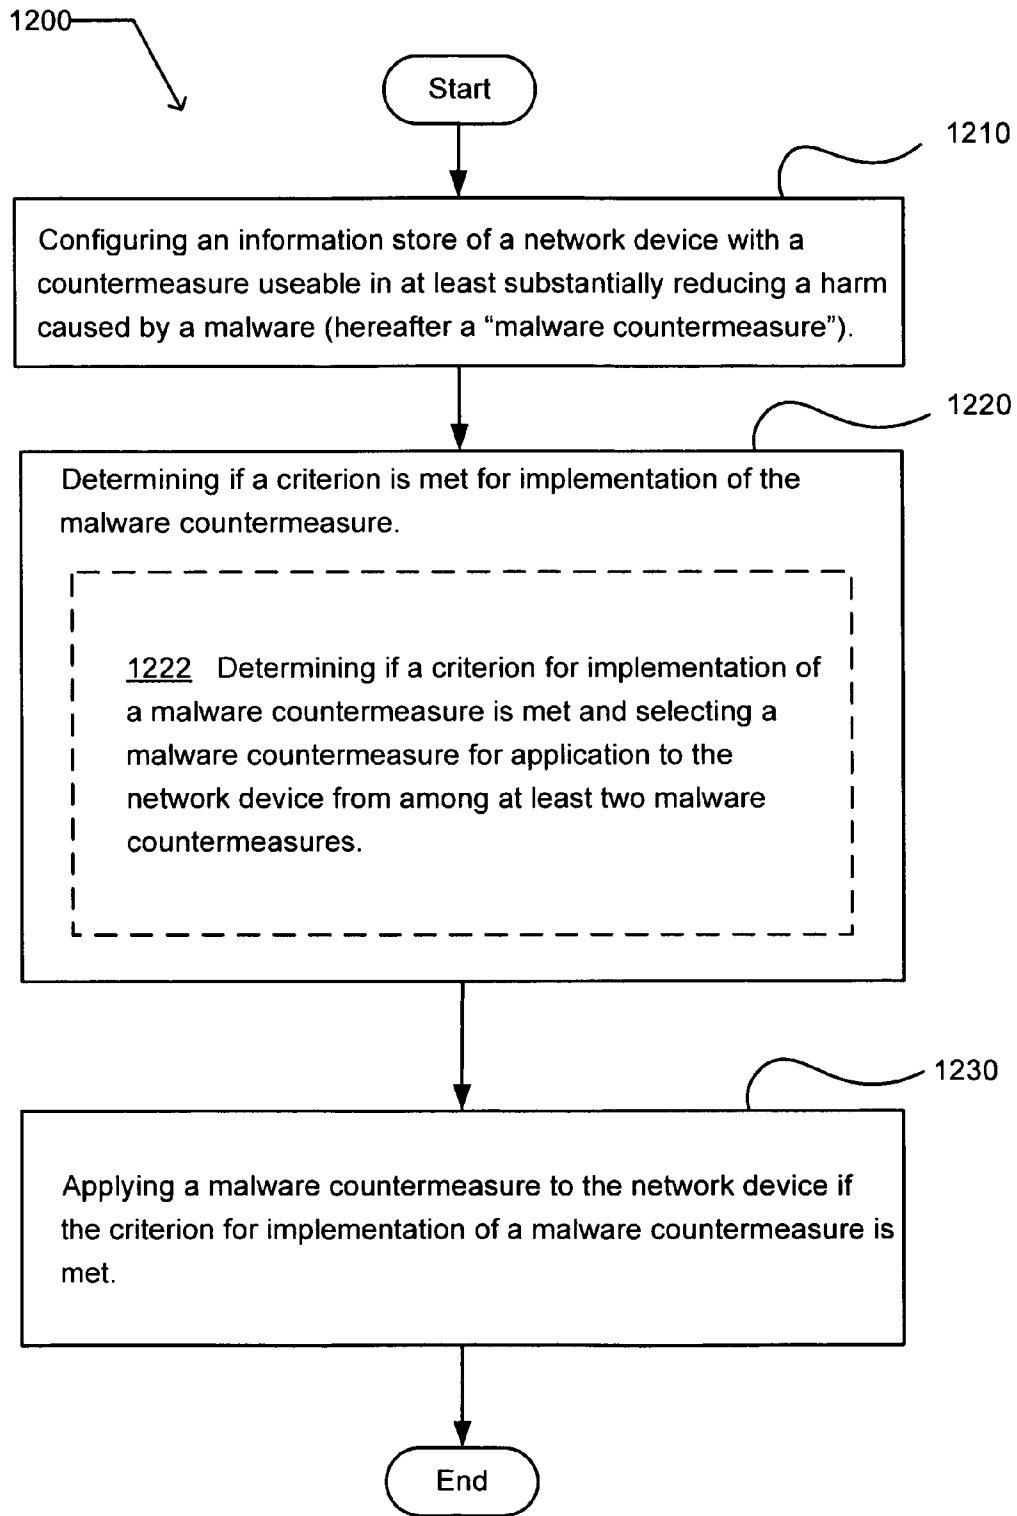 1200
Start
1210
Configuring an information store of a network device with a
countermeasure useable in at least substantially reducing a harm
caused by a malware (hereafter a “malware countermeasure”).
1220
Determining if a criterion is met for implementation of the
malware countermeasure.
1222 Determining if a criterion for implementation of
a malware countermeasure is met and selecting a
malware countermeasure for application to the
network device from among at least two malware
countermeasures.
1230
Applying a malware countermeasure to the network device if
the criterion for implementation of a malware countermeasure is
met.
End